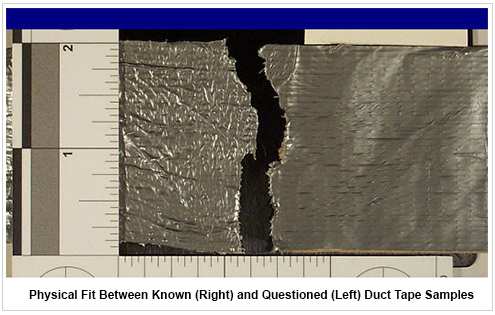 2
1
Physical Fit Between Known (Right) and Questioned (Left) Duct Tape Samples